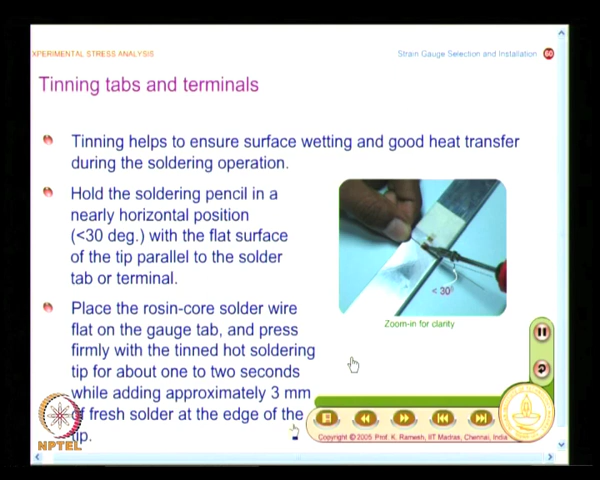 XPERIMENTAL STRESS ANALYSIS
Strain Gauge Selection and Installation 60
Tinning tabs and terminals
Tinning helps to ensure surface wetting and good heat transfer
during the soldering operation.
Hold the soldering pencil in a
nearly horizontal position
(<30 deg.) with the flat surface
of the tip parallel to the solder
tab or terminal.
< 30⁰
Zoom-in for clarity
Place the rosin-core solder wire
flat on the gauge tab, and press
firmly with the tinned hot soldering
tip for about one to two seconds
while adding approximately 3 mm
of fresh solder at the edge of the
tip.
NPTEL
Copyright © 2005 Prof. K. Ramesh, IIT Madras, Chennai, India